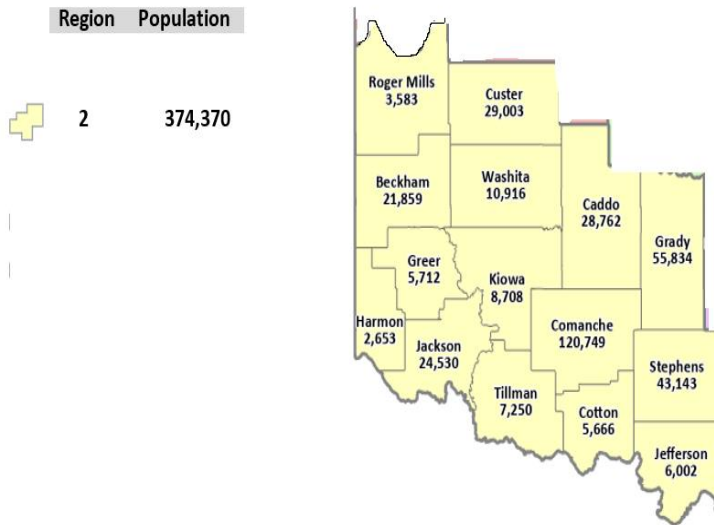 Region Population
2 374,370
Roger Mills
3,583
Custer
29,003
Beckham
21,859
Washita
10,916
Caddo
28,762
Grady
55,834
Greer
5,712
Kiowa
8,708
Harmon
2,653
Jackson
24,530
Comanche
120,749
Stephens
43,143
Tillman
7,250
Cotton
5,666
Jefferson
6,002